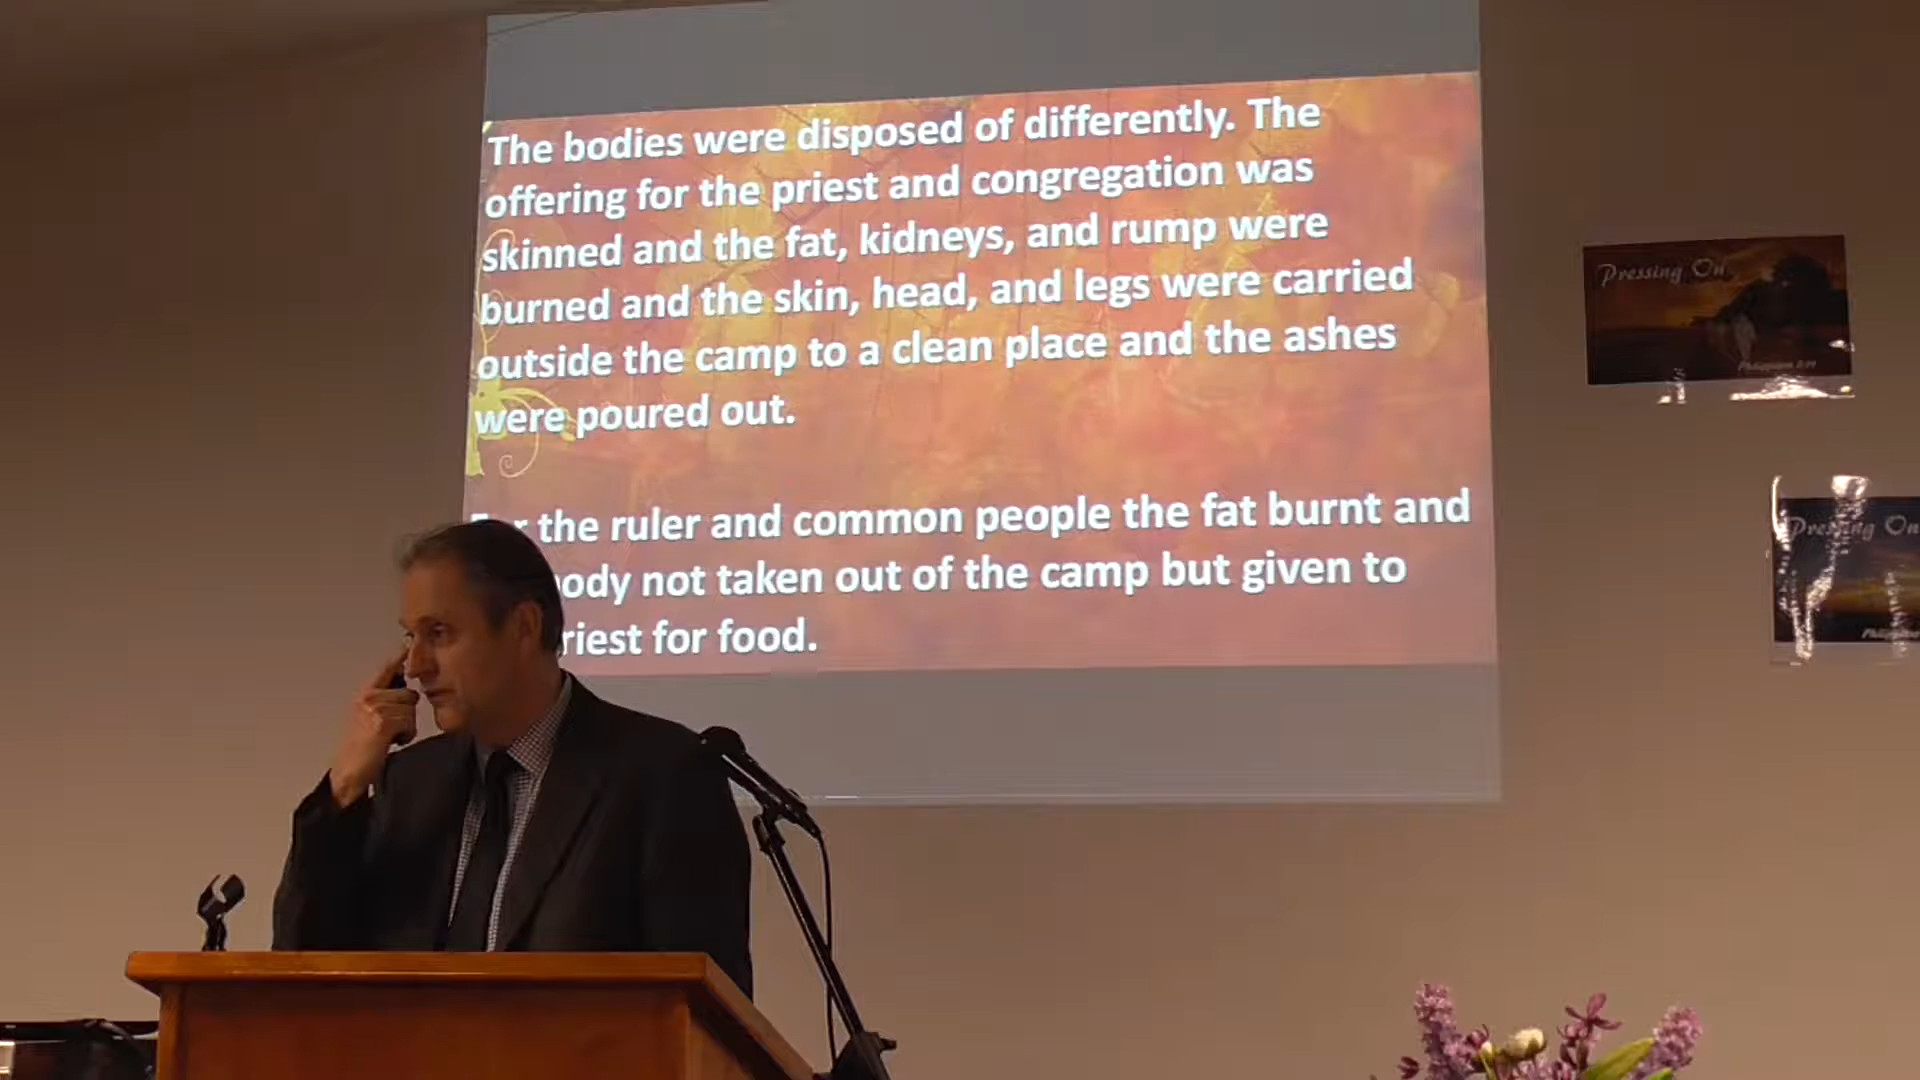 The bodies were disposed of differently. The
offering for the priest and congregation was
skinned and the fat, kidneys, and rump were
burned and the skin, head, and legs were carried
outside the camp to a clean place and the ashes
were poured out.
the ruler and common people the fat burnt and
not taken out of the camp but given to
for food.
Pressing On
Pressing On